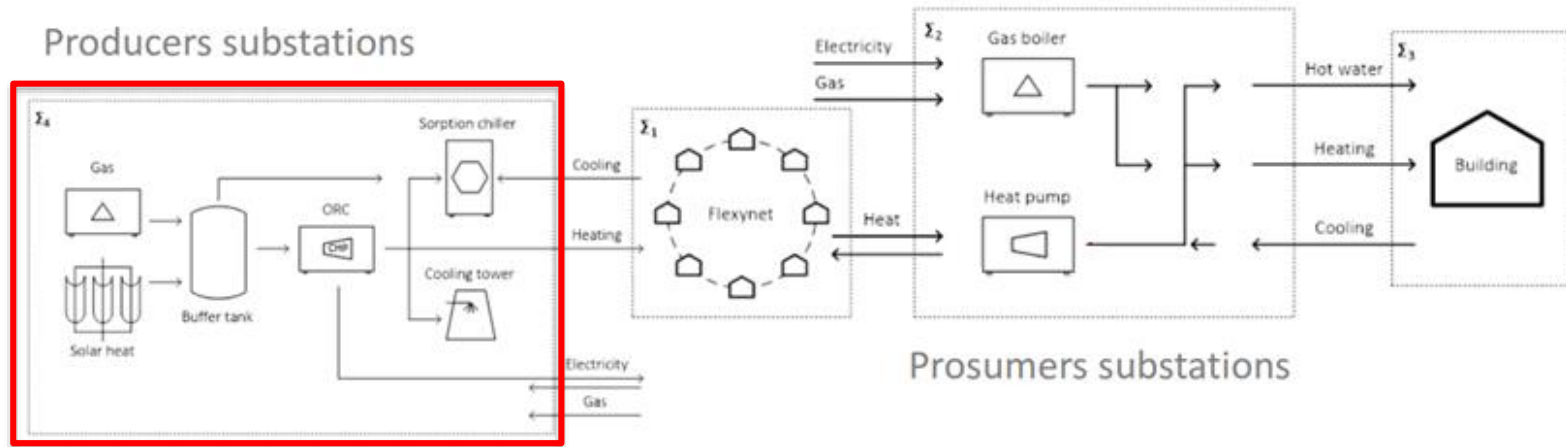 Producers substations
Σ4
Gas
Solar heat
Buffer tank
ORC
CHP
Sorption chiller
Cooling tower
Cooling
Heating
Electricity
Gas
Σ1
Flexynet
Heat
Electricity
Gas
Σ2
Gas boiler
Heat pump
Hot water
Heating
Cooling
Σ3
Building
Prosumers substations